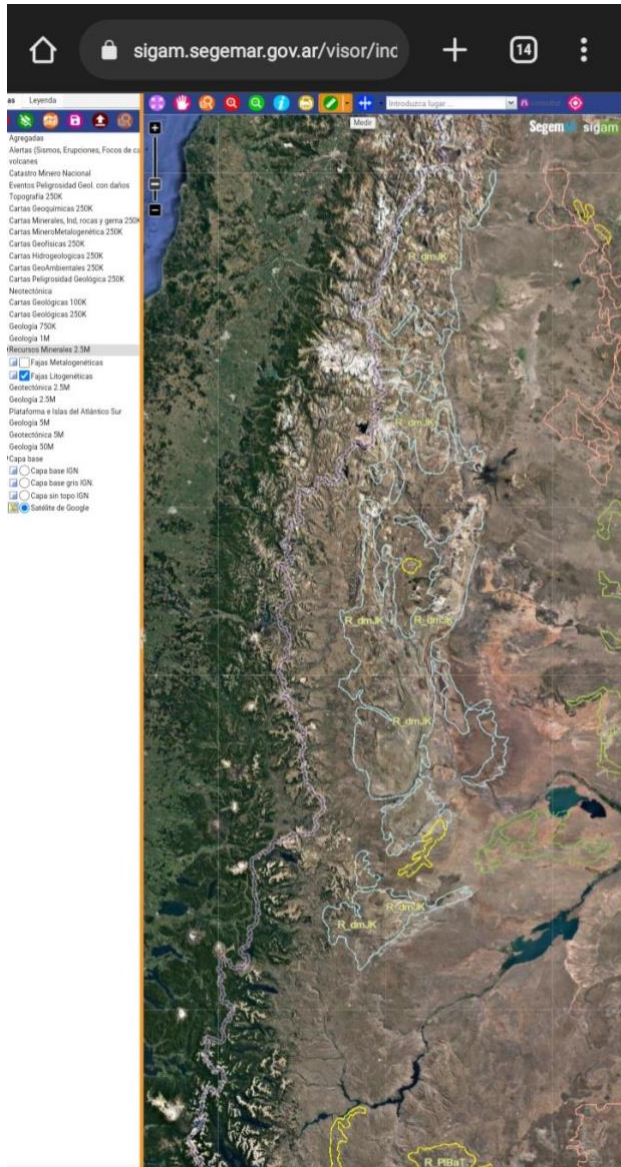 sigam.segemar.gov.ar/visor/inc
14
as Leyenda
Introduzca lugar ...
Medir
Segemar sigam
Agregadas
Alertas (Sismos, Erupciones, Focos de ca
volcanes
Catastro Minero Nacional
Eventos Peligrosidad Geol. con daños
Topografía 250K
Cartas Geoquímicas 250K
Cartas Minerales, Ind, rocas y gema 250K
Cartas MineroMetalogenética 250K
Cartas Geofísicas 250K
Cartas Hidrogeologicas 250K
Cartas GeoAmbientales 250K
Cartas Peligrosidad Geológica 250K
Neotectónica
Cartas Geológicas 100K
Cartas Geológicas 250K
Geología 750K
Geología 1M
Recursos Minerales 2.5M
Fajas Metalogenéticas
Fajas Litogenéticas
Geotectónica 2.5M
Geología 2.5M
Plataforma e Islas del Atlántico Sur
Geología 5M
Geotectónica 5M
Geología 50M
Capa base
Capa base IGN
Capa base gris IGN.
Capa sin topo IGN
Satélite de Google
R_dmJK
R_dmJK
R_dmJK
R_dmJK
R_dmJK
R_dmJK
R_dmJK
R_PlBaT